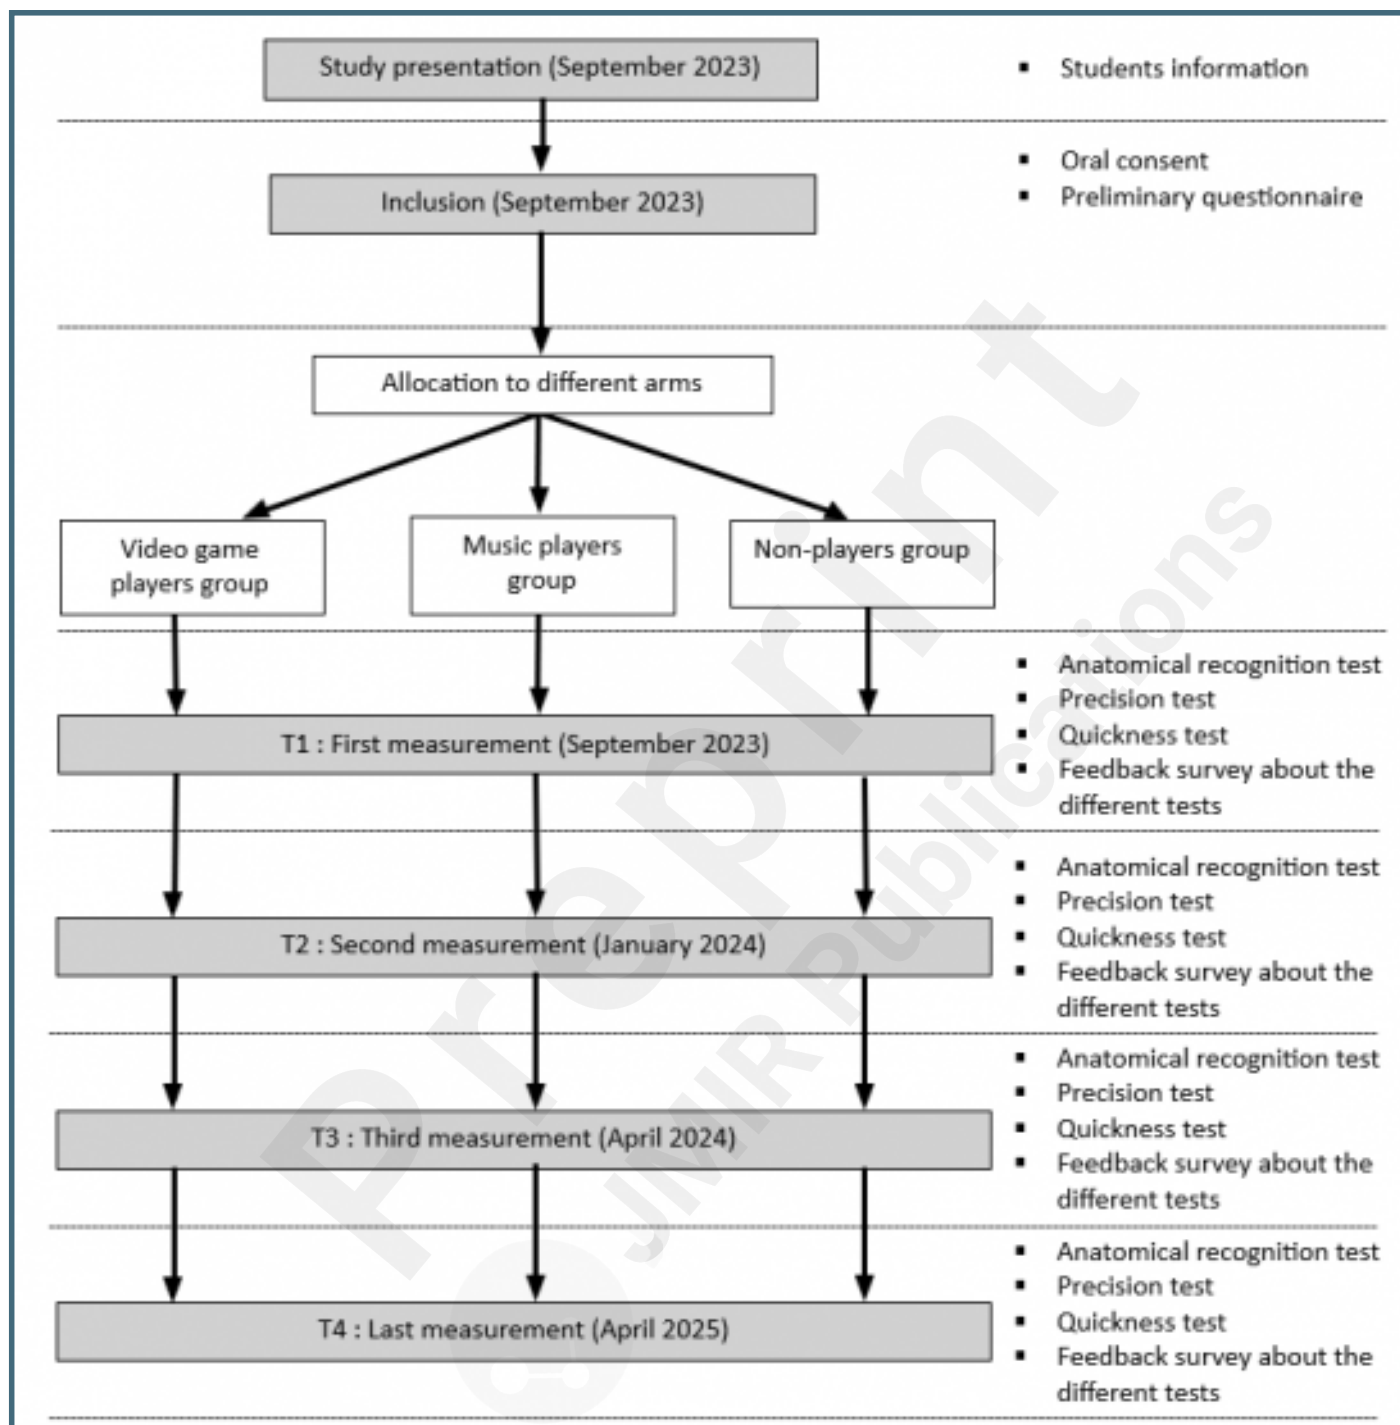 Study presentation (September 2023)
▪ Students information
Inclusion (September 2023)
▪ Oral consent
▪ Preliminary questionnaire
Allocation to different arms
Video game
players group
Music players
group
Non-players group
T1 : First measurement (September 2023)
▪ Anatomical recognition test
▪ Precision test
▪ Quickness test
▪ Feedback survey about the
different tests
T2 : Second measurement (January 2024)
▪ Anatomical recognition test
▪ Precision test
▪ Quickness test
▪ Feedback survey about the
different tests
T3 : Third measurement (April 2024)
▪ Anatomical recognition test
▪ Precision test
▪ Quickness test
▪ Feedback survey about the
different tests
T4 : Last measurement (April 2025)
▪ Anatomical recognition test
▪ Precision test
▪ Quickness test
▪ Feedback survey about the
different tests
Preprint
JMIR Publications